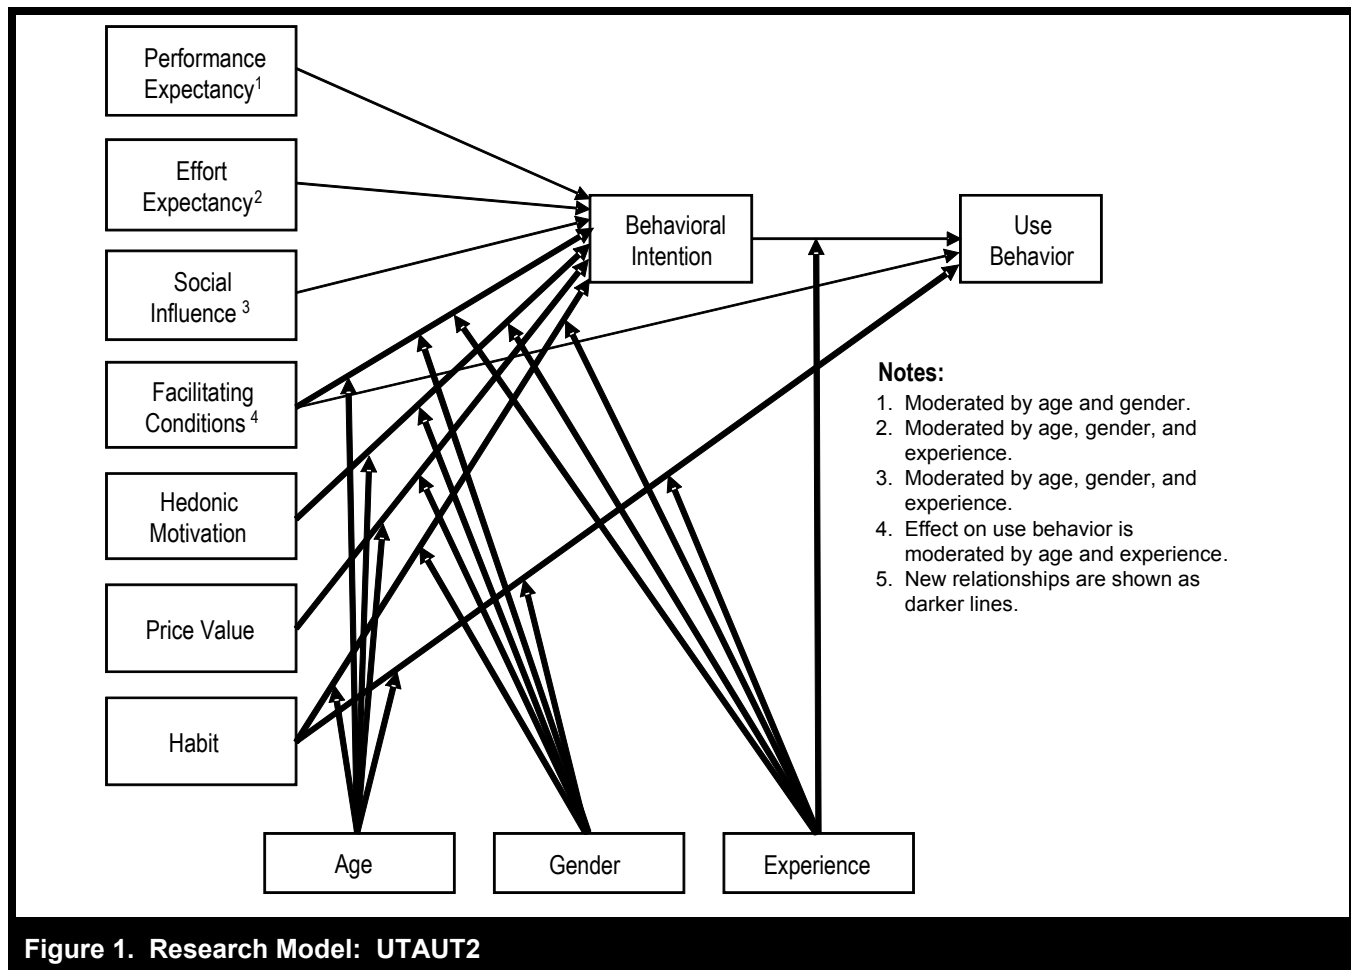 Performance
Expectancy1
Effort
Expectancy2
Social
Influence 3
Facilitating
Conditions 4
Hedonic
Motivation
Price Value
Habit
Behavioral
Intention
Use
Behavior
Notes:
1. Moderated by age and gender.
2. Moderated by age, gender, and
experience.
3. Moderated by age, gender, and
experience.
4. Effect on use behavior is
moderated by age and experience.
5. New relationships are shown as
darker lines.
Age
Gender
Experience
Figure 1. Research Model: UTAUT2